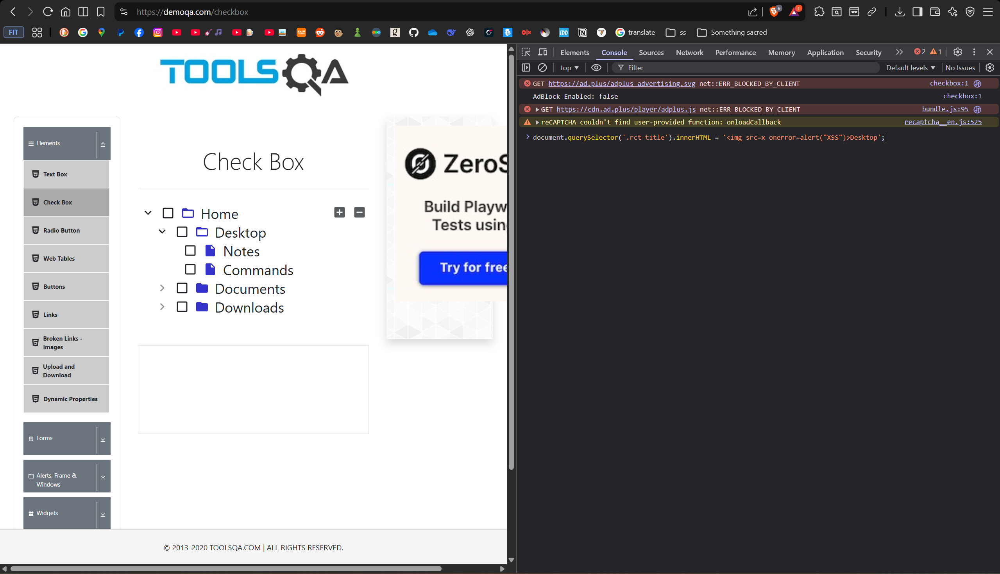 https://demoqa.com/checkbox
6
1
FIT
translate
ss
Something sacred
TOOLSQA
Elements
Text Box
Check Box
Radio Button
Web Tables
Buttons
Links
Broken Links -
Images
Upload and
Download
Dynamic Properties
Forms
Alerts, Frame &
Windows
Widgets
Check Box
Home
Desktop
Notes
Commands
Documents
Downloads
ZeroS
Build Playw
Tests usin
Try for free
© 2013-2020 TOOLSQA.COM | ALL RIGHTS RESERVED.
Elements Console Sources Network Performance Memory Application Security 2 1
top Filter Default levels No Issues
GET https://ad.plus/adplus-advertising.svg net::ERR_BLOCKED_BY_CLIENT checkbox:1
AdBlock Enabled: false checkbox:1
GET https://cdn.ad.plus/player/adplus.js net::ERR_BLOCKED_BY_CLIENT bundle.js:95
reCAPTCHA couldn't find user-provided function: onloadCallback recaptcha__en.js:525
document.querySelector('.rct-title').innerHTML = '<img src=x onerror=alert("XSS")>Desktop';